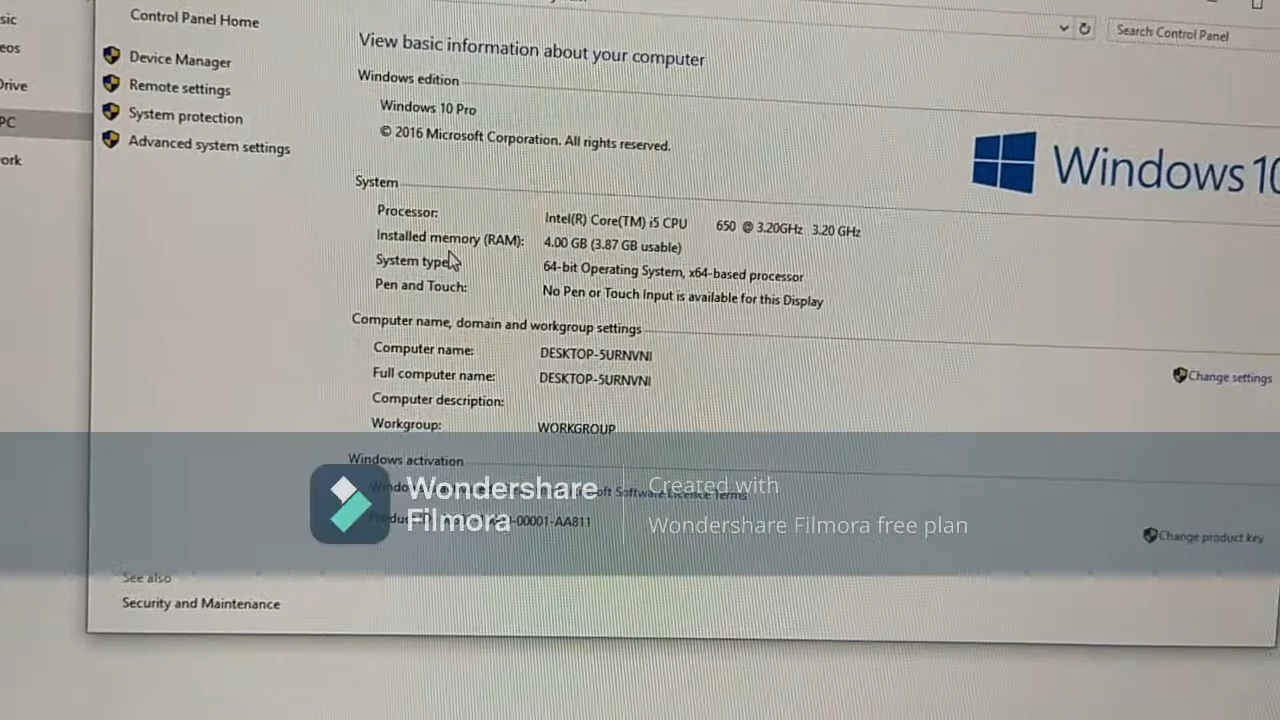 Control Panel Home
Search Control Panel
Device Manager
Remote settings
System protection
Advanced system settings
View basic information about your computer
Windows edition
Windows 10 Pro
© 2016 Microsoft Corporation. All rights reserved.
Windows 10
System
Processor: Intel(R) Core(TM) i5 CPU 650 @ 3.20GHz 3.20 GHz
Installed memory (RAM): 4.00 GB (3.87 GB usable)
System type: 64-bit Operating System, x64-based processor
Pen and Touch: No Pen or Touch Input is available for this Display
Computer name, domain and workgroup settings
Computer name: DESKTOP-5URNVNI
Change settings
Full computer name: DESKTOP-5URNVNI
Computer description:
Workgroup: WORKGROUP
Windows activation
Software Licence Terms
-00001-AA811
Change product key
Wondershare
Filmora
Created with
Wondershare Filmora free plan
See also
Security and Maintenance